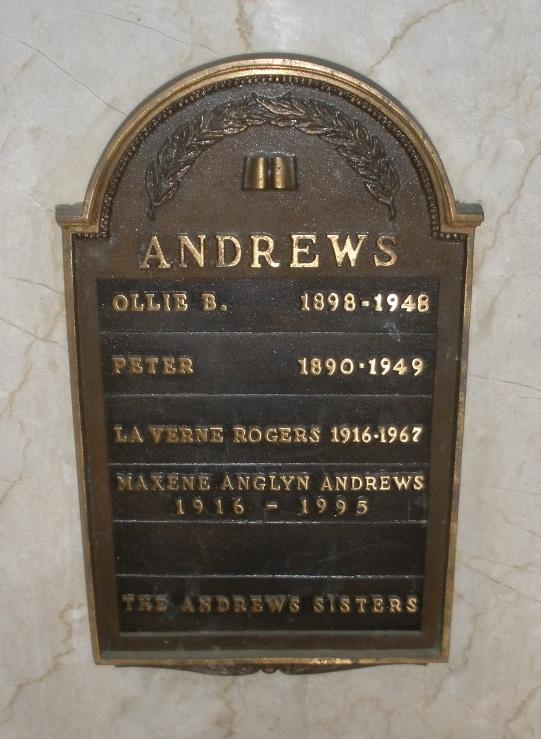 ANDREWS
OLLIE B. 1898-1948
PETER 1890-1949
LA VERNE ROGERS 1916-1967
MAXENE ANGLYN ANDREWS
1916 - 1995
THE ANDREWS SISTERS